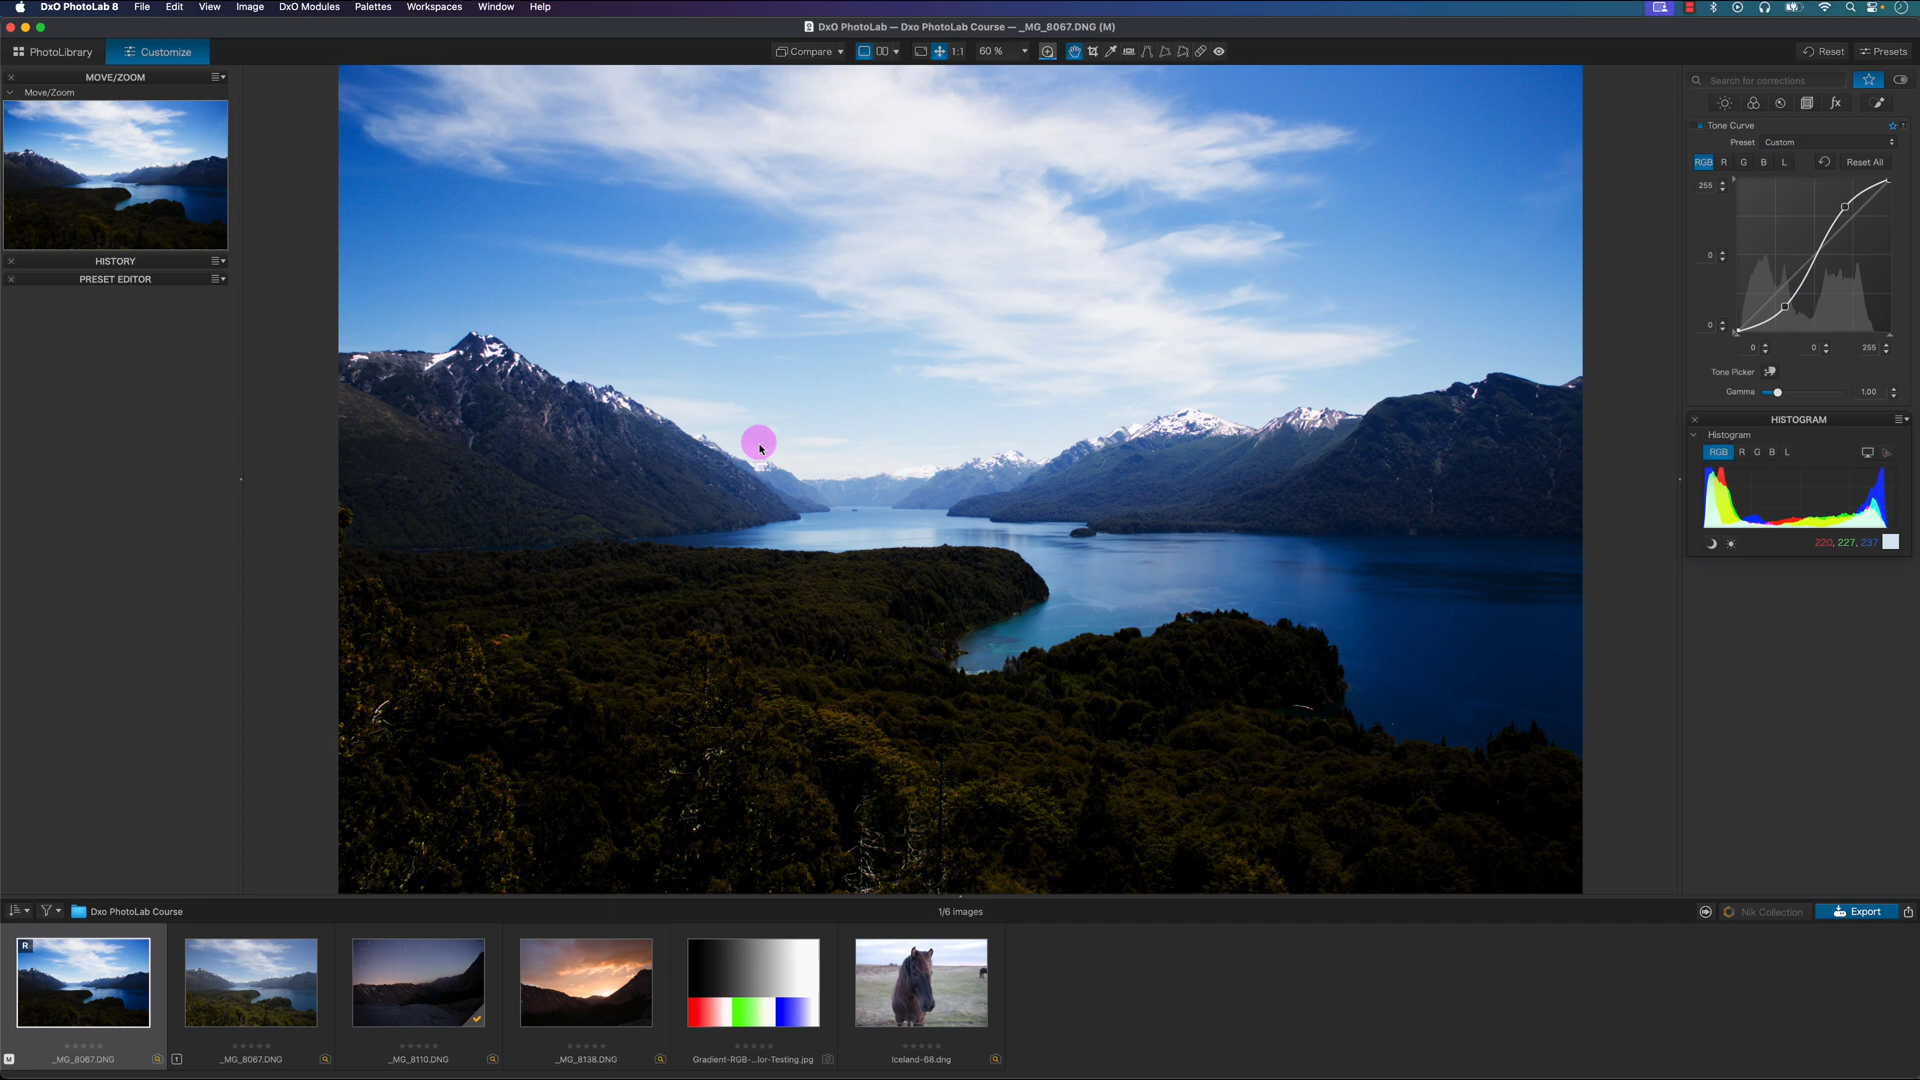 DxO PhotoLab 8 File Edit View Image DxO Modules Palettes Workspaces Window Help
DxO PhotoLab — Dxo PhotoLab Course — _MG_8067.DNG (M)
PhotoLibrary Customize Compare 1:1 60 % Reset Presets
MOVE/ZOOM
Move/Zoom
HISTORY
PRESET EDITOR
Search for corrections
fx
Tone Curve
?
Preset Custom
RGB R G B L Reset All
255
0
0
0 0 255
Tone Picker
Gamma 1.00
HISTOGRAM
Histogram
RGB R G B L
220, 227, 237
Dxo PhotoLab Course 1/6 images Nik Collection Export
R
M _MG_8067.DNG 1 _MG_8067.DNG _MG_8110.DNG _MG_8138.DNG Gradient-RGB-...lor-Testing.jpg Iceland-68.dng